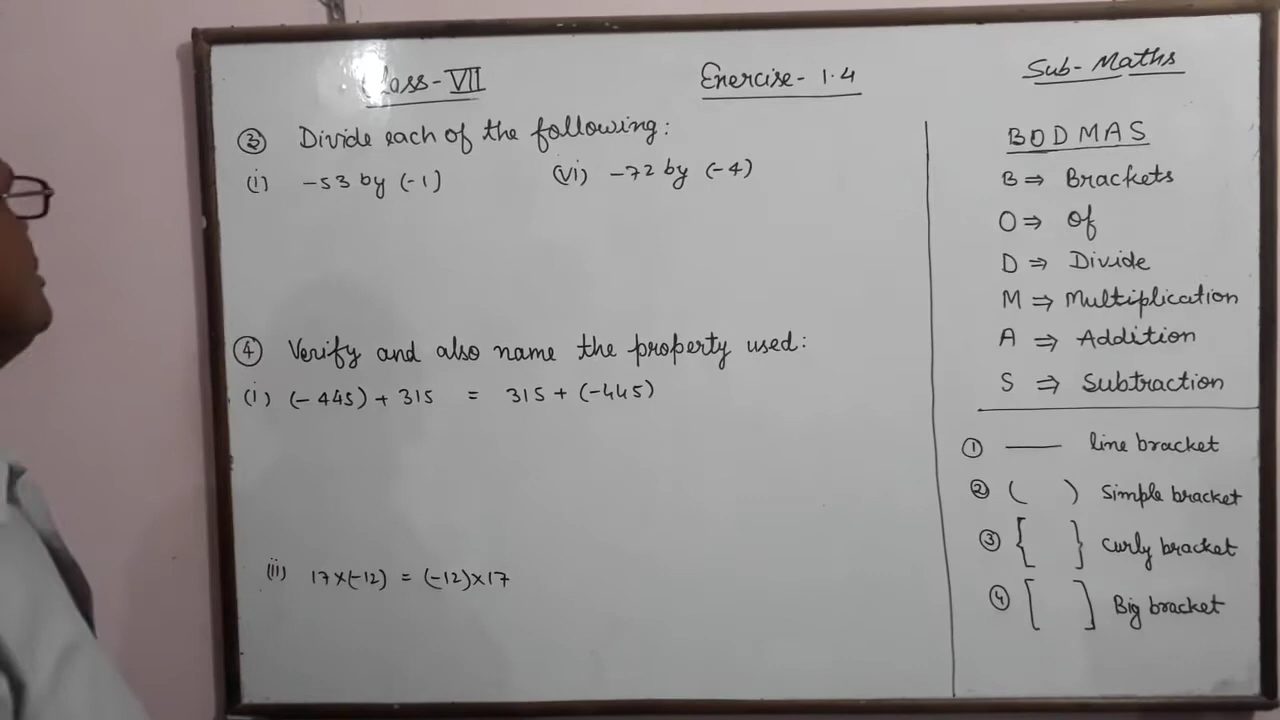 Class - VII
Exercise - 1.4
Sub - Maths
③ Divide each of the following:
(i) -53 by (-1)
(vi) -72 by (-4)
④ Verify and also name the property used:
(i) (-445) + 315 = 315 + (-445)
(ii) 17×(-12) = (-12)×17
BODMAS
B ⇒ Brackets
O ⇒ Of
D ⇒ Divide
M ⇒ Multiplication
A ⇒ Addition
S ⇒ Subtraction
① — line bracket
② ( ) Simple bracket
③ { } Curly bracket
④ [ ] Big bracket